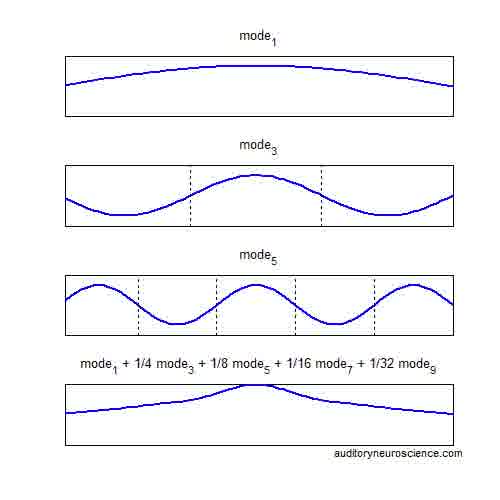 mode1
mode3
mode5
mode1 + 1/4 mode3 + 1/8 mode5 + 1/16 mode7 + 1/32 mode9
auditoryneuroscience.com